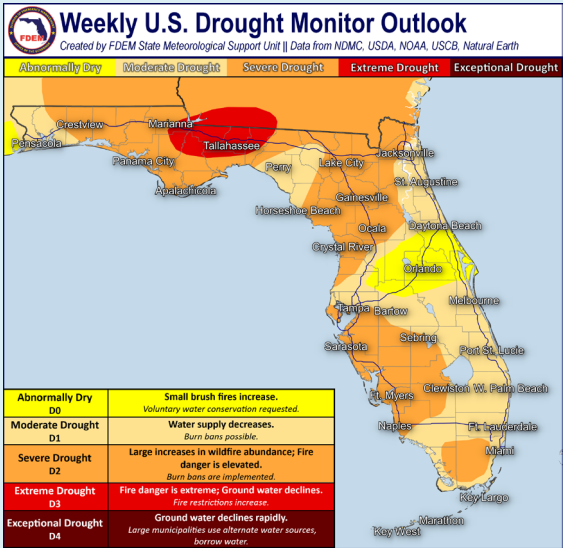 Weekly U.S. Drought Monitor Outlook
FDEM
Created by FDEM State Meteorological Support Unit || Data from NDMC, USDA, NOAA, USCB, Natural Earth
Abnormally Dry Moderate Drought Severe Drought Extreme Drought Exceptional Drought
Crestview
Marianna
Pensacola
Tallahassee
Jacksonville
Panama City
Perry
Lake City
Apalachicola
St. Augustine
Gainesville
Horseshoe Beach
Ocala
Daytona Beach
Crystal River
Orlando
Melbourne
Tampa
Bartow
Sebring
Sarasota
Port St. Lucie
Ft. Myers
Clewiston
W. Palm Beach
Naples
Ft. Lauderdale
Miami
Key Largo
Marathon
Key West
Abnormally Dry
D0
Small brush fires increase.
Voluntary water conservation requested.
Moderate Drought
D1
Water supply decreases.
Burn bans possible.
Severe Drought
D2
Large increases in wildfire abundance; Fire
danger is elevated.
Burn bans are implemented.
Extreme Drought
D3
Fire danger is extreme; Ground water declines.
Fire restrictions increase.
Exceptional Drought
D4
Ground water declines rapidly.
Large municipalities use alternate water sources,
borrow water.